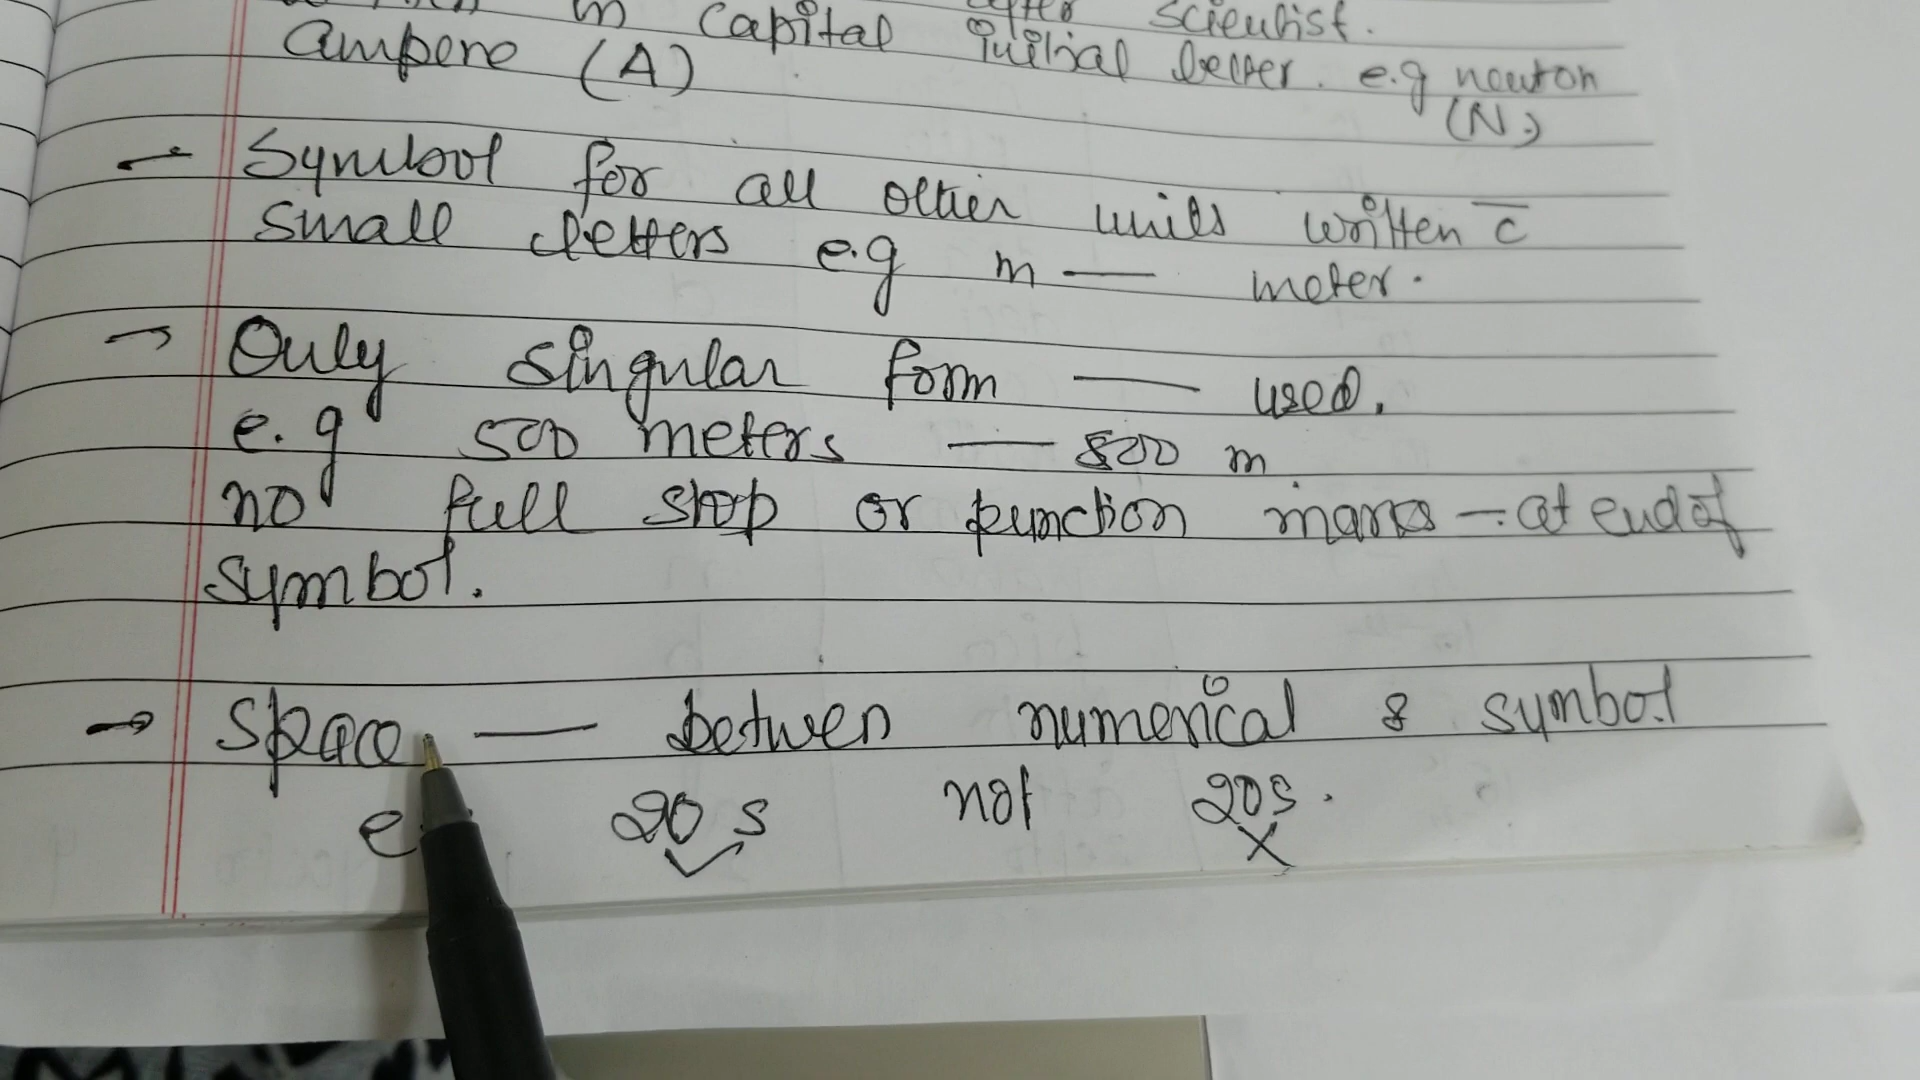 in capital initial letter. e.g newton
scientist.
Ampere (A)
(N)
→ Symbol for all other units written c̅
small letters e.g m — meter.
→ Only singular form — used.
e.g 500 meters — 500 m
no full stop or punction marks — at end of
symbol.
→ Space — betwen numerical & symbol
e 20 s not 20s.